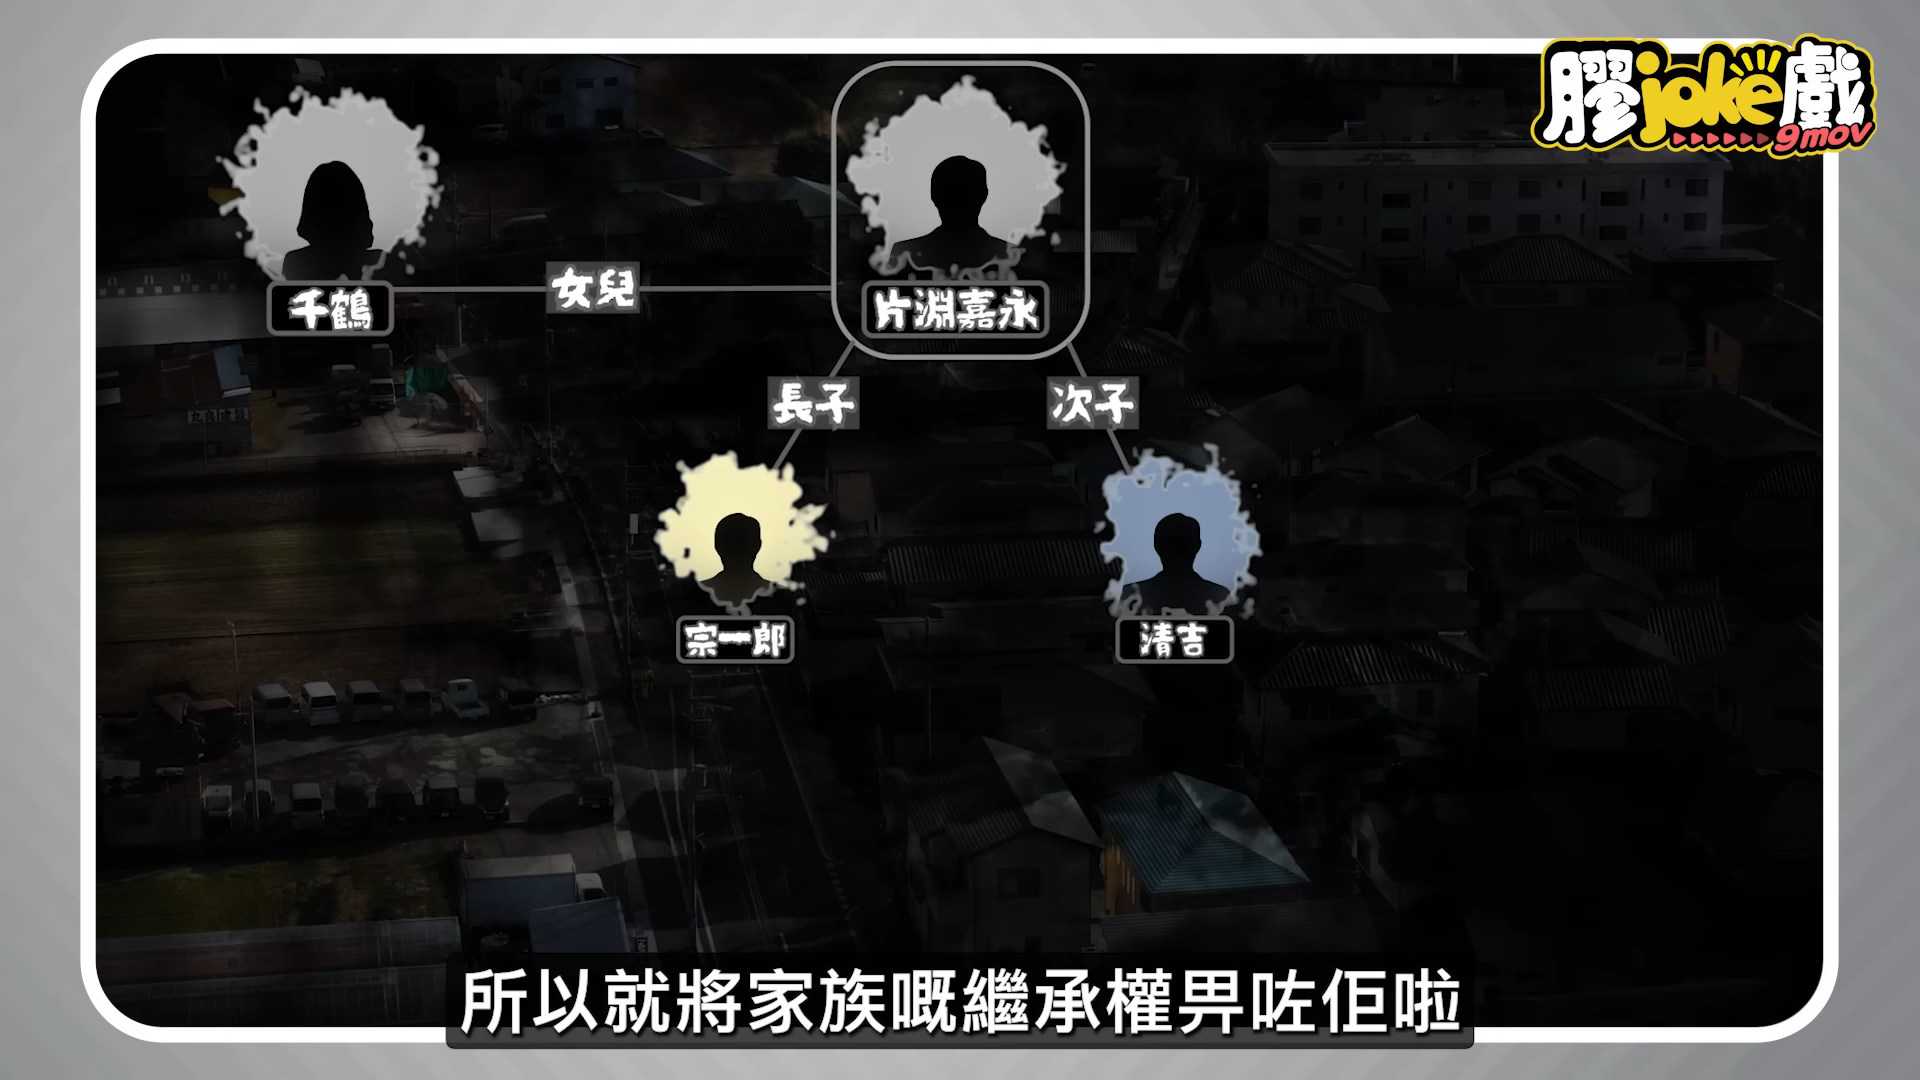 膠joke戲
9mov
千鶴
女兒
片淵嘉永
長子
次子
宗一郎
清吉
所以就將家族嘅繼承權畀咗佢啦